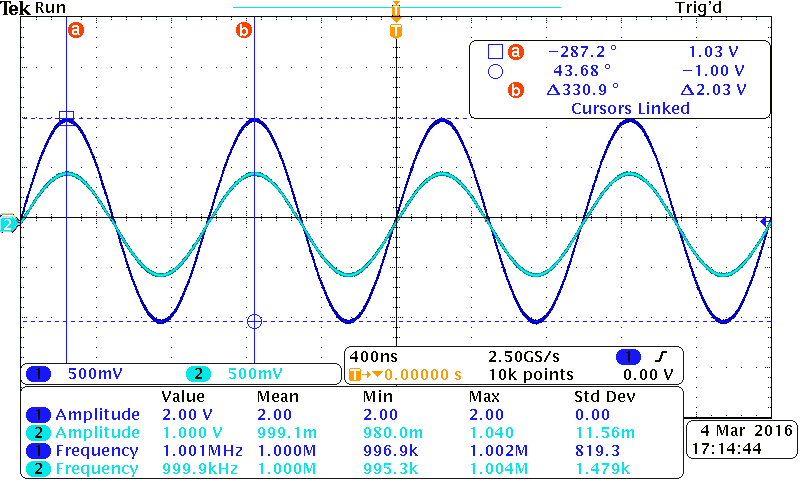 Tek Run Trig'd
a b T
a −287.2 ° 1.03 V
43.68 ° −1.00 V
b Δ330.9 ° Δ2.03 V
Cursors Linked
2
1 500mV 2 500mV
400ns 2.50GS/s 1
T→▼0.00000 s 10k points 0.00 V
Value Mean Min Max Std Dev
1 Amplitude 2.00 V 2.00 2.00 2.00 0.00
2 Amplitude 1.000 V 999.1m 980.0m 1.040 11.56m
1 Frequency 1.001MHz 1.000M 996.9k 1.002M 819.3
2 Frequency 999.9kHz 1.000M 995.3k 1.004M 1.479k
4 Mar 2016
17:14:44